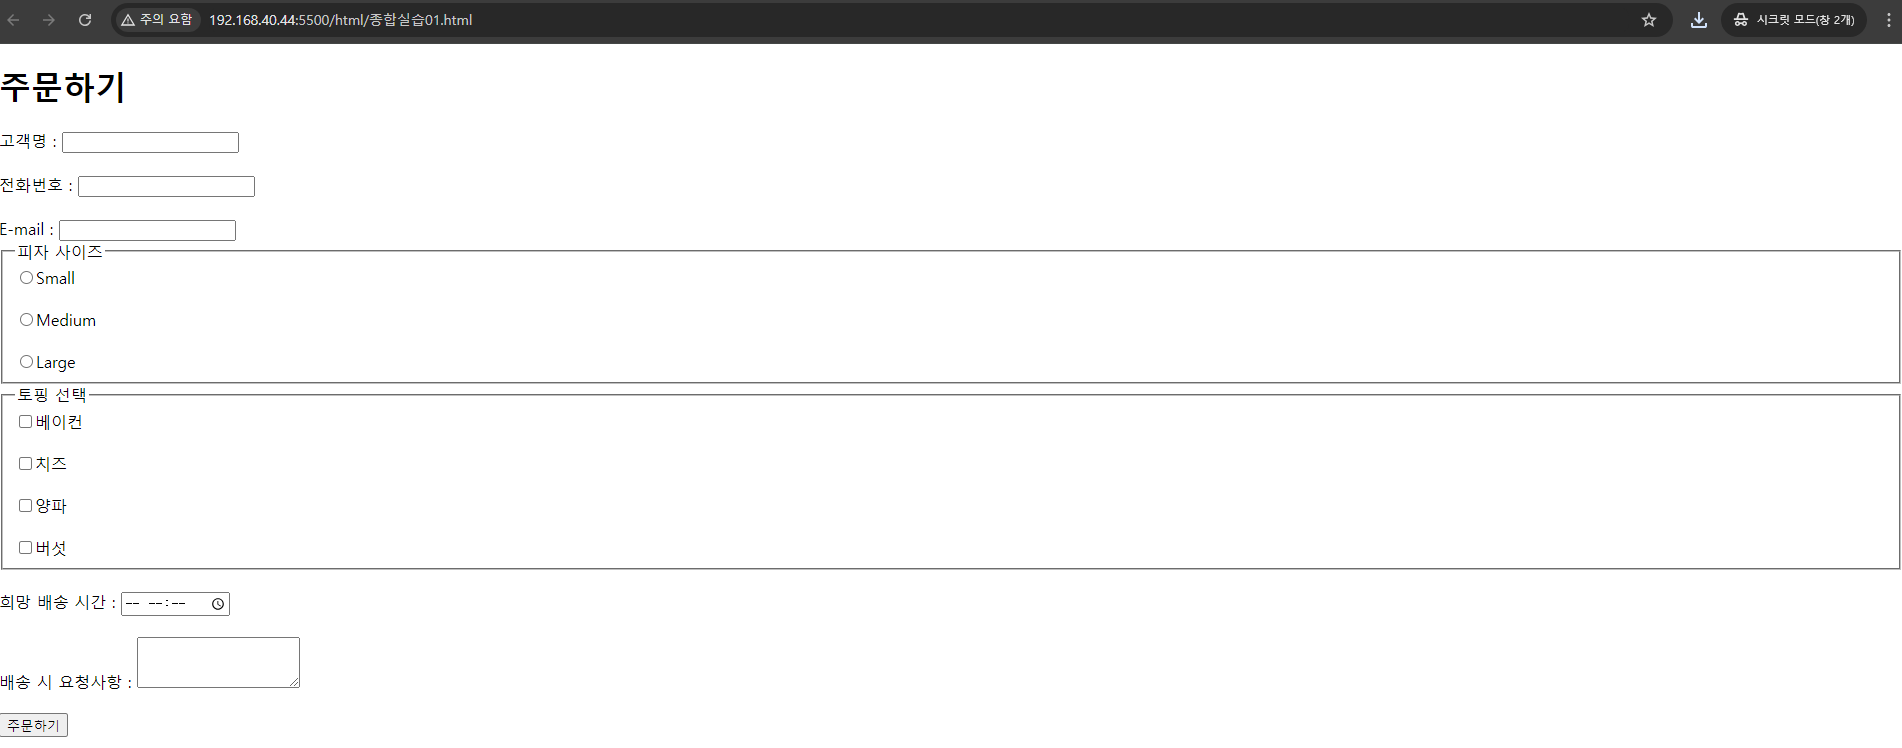 주의 요함 192.168.40.44:5500/html/종합실습01.html 시크릿 모드(창 2개)
주문하기
고객명 :
전화번호 :
E-mail :
피자 사이즈
Small
Medium
Large
토핑 선택
베이컨
치즈
양파
버섯
희망 배송 시간 : -- --:--
배송 시 요청사항 :
주문하기